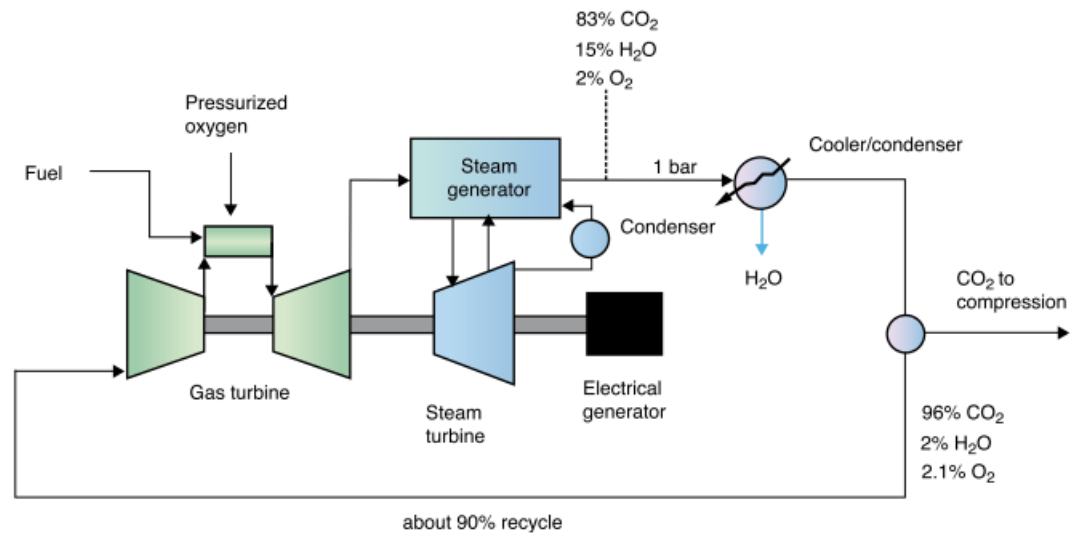 83% CO₂
15% H₂O
2% O₂
Pressurized
oxygen
Fuel
Steam
generator
1 bar
Cooler/condenser
Condenser
H₂O
CO₂ to
compression
Gas turbine
Electrical
generator
Steam
turbine
96% CO₂
2% H₂O
2.1% O₂
about 90% recycle